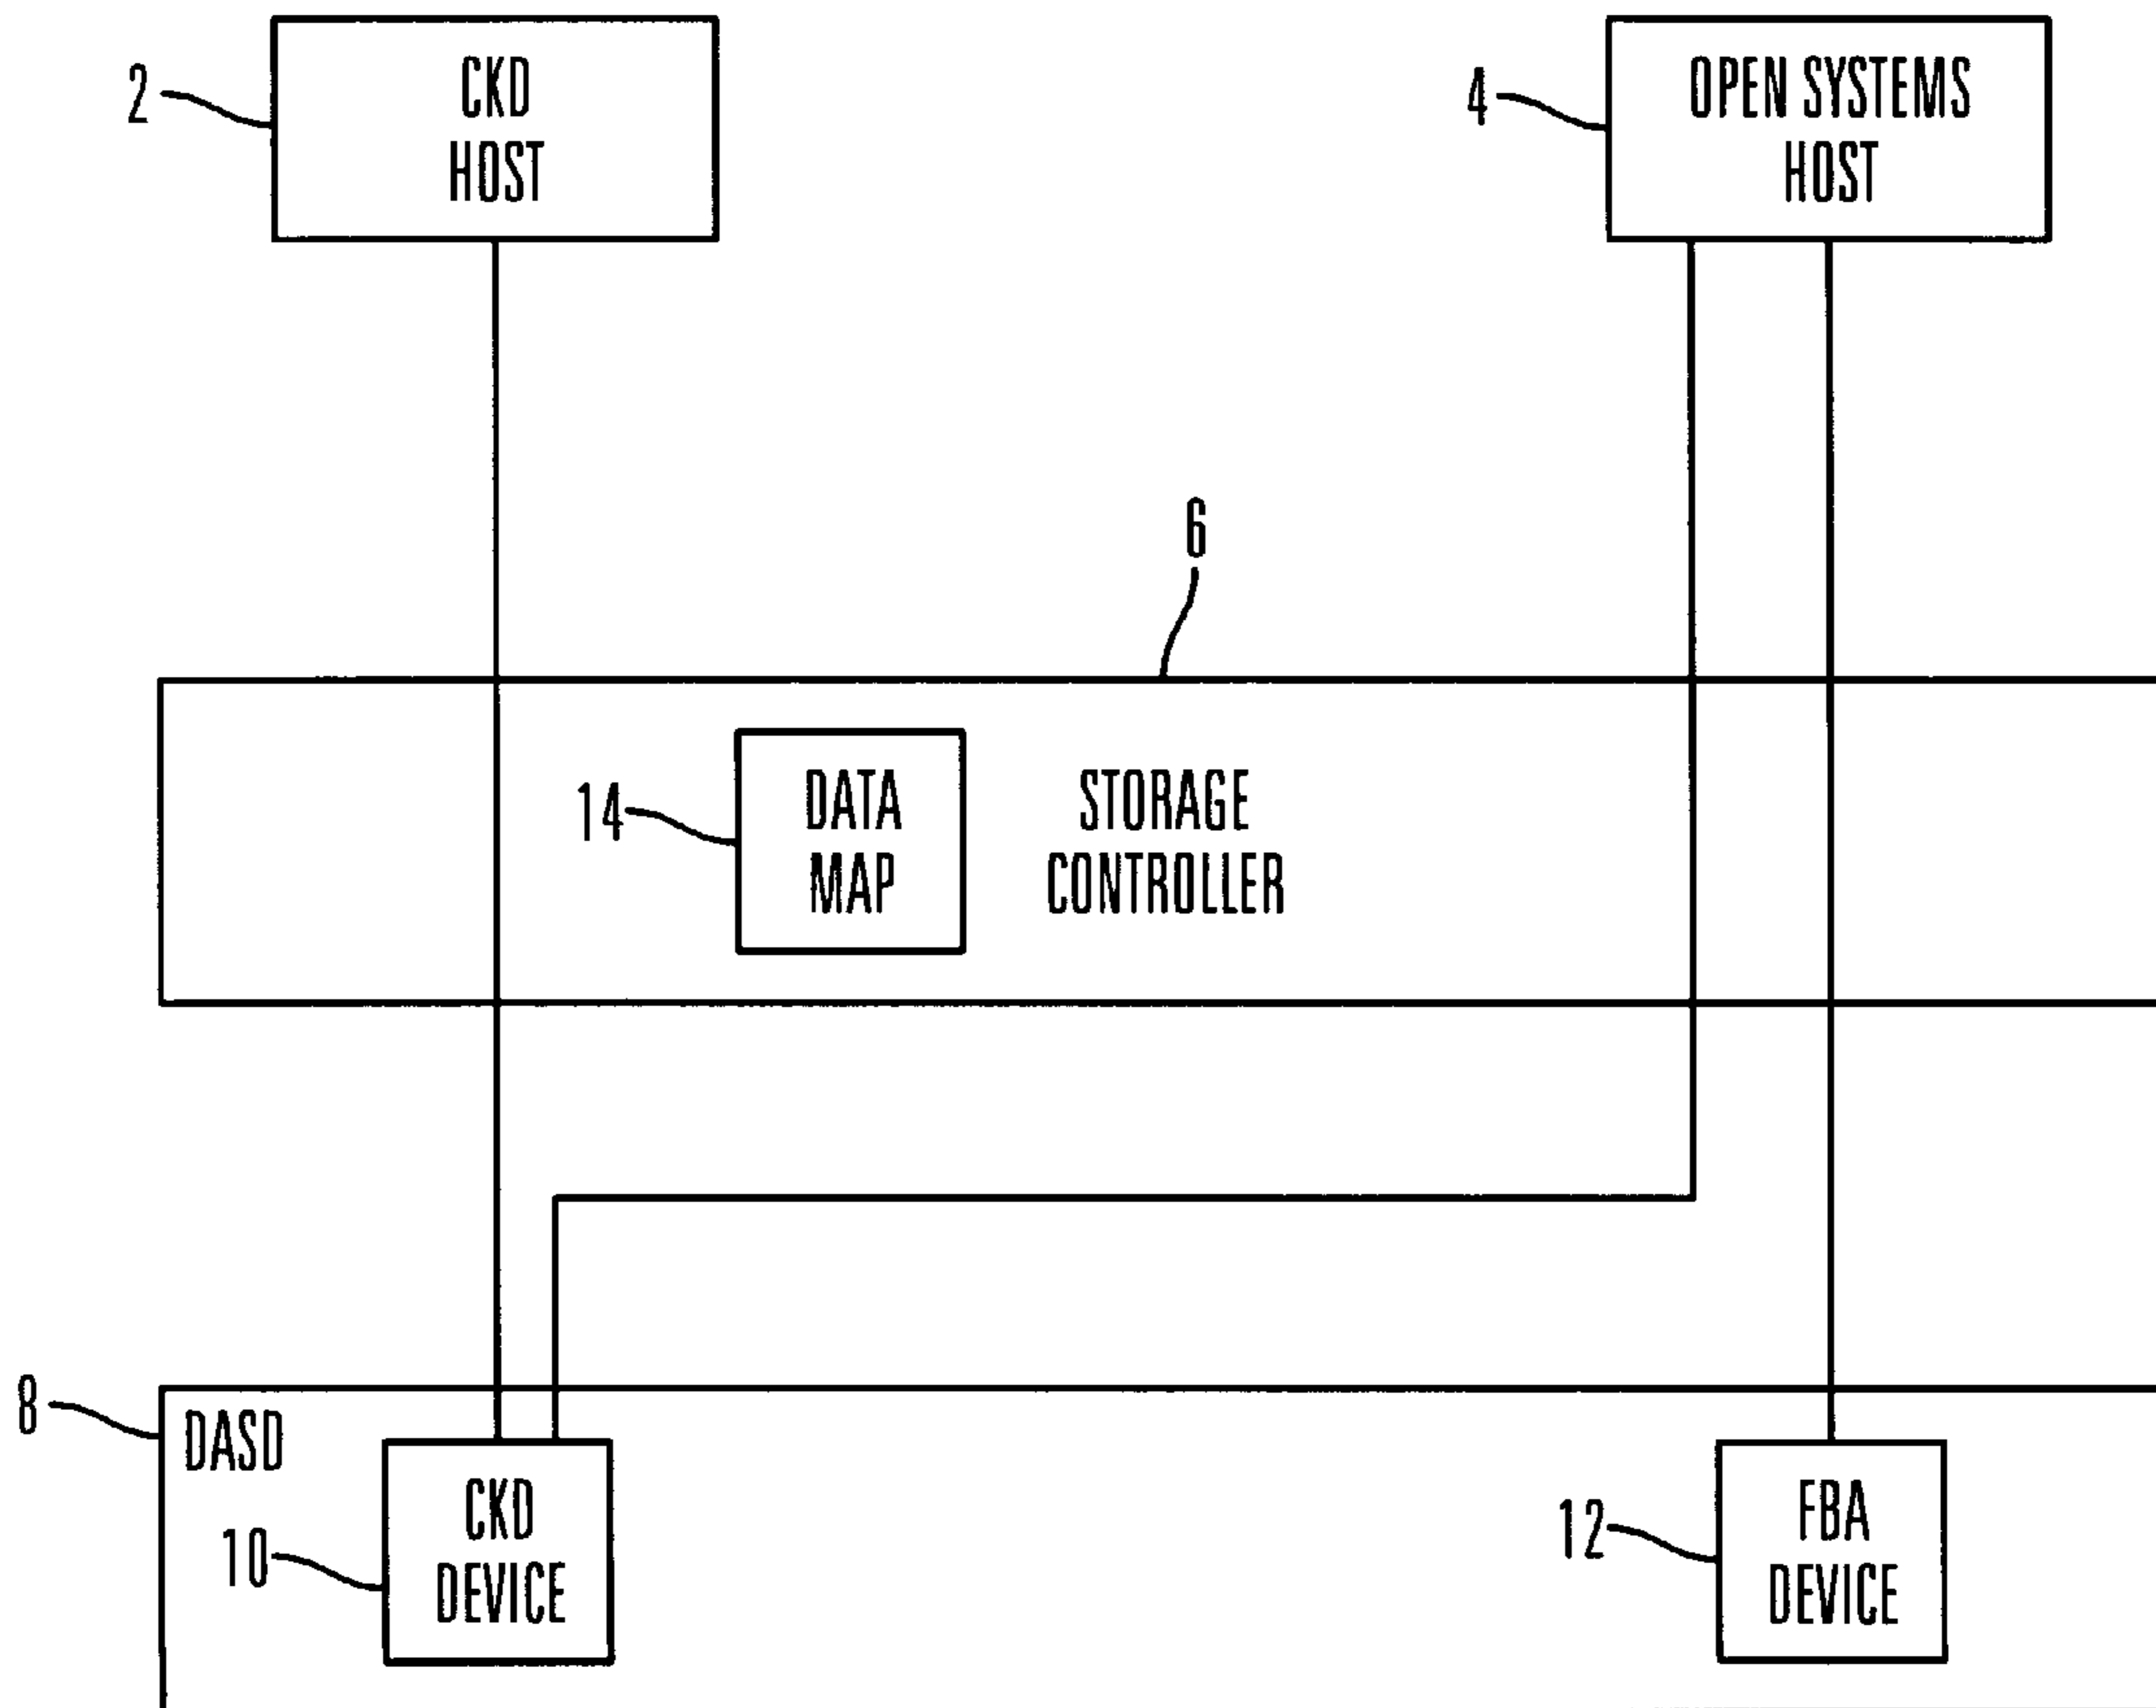 2
CKD
HOST
4
OPEN SYSTEMS
HOST
6
14
DATA
MAP
STORAGE
CONTROLLER
8
DASD
10
CKD
DEVICE
12
FBA
DEVICE